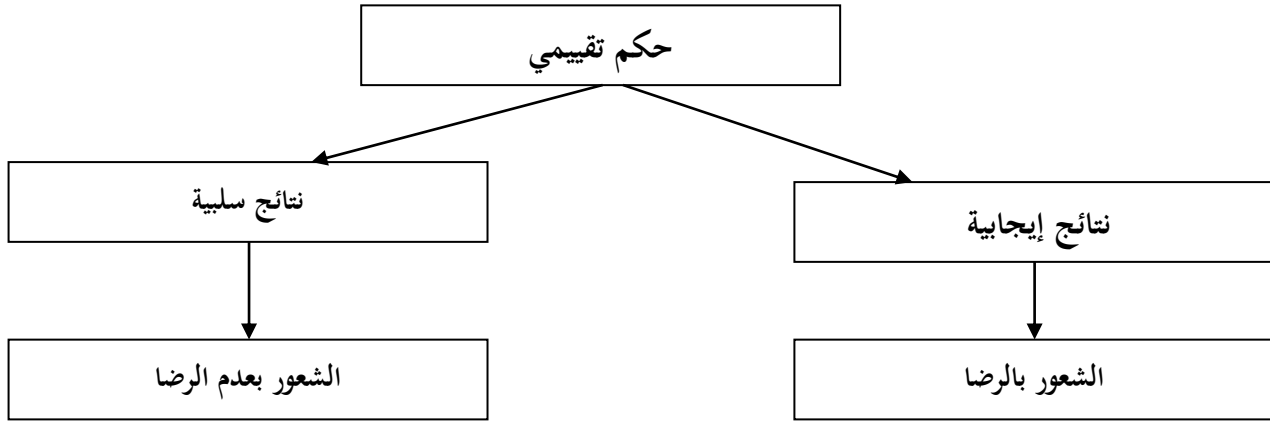 حكم تقييمي
نتائج إيجابية
نتائج سلبية
الشعور بالرضا
الشعور بعدم الرضا